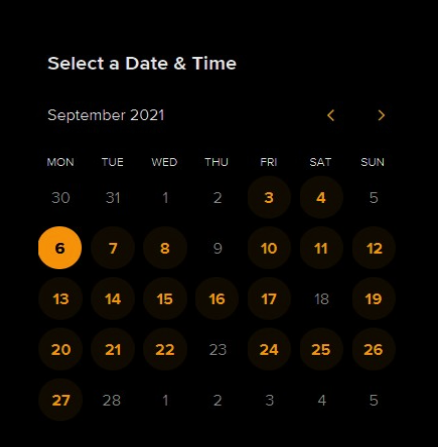 Select a Date & Time
September 2021
MON TUE WED THU FRI SAT SUN
30 31 1 2 3 4 5
6 7 8 9 10 11 12
13 14 15 16 17 18 19
20 21 22 23 24 25 26
27 28 1 2 3 4 5